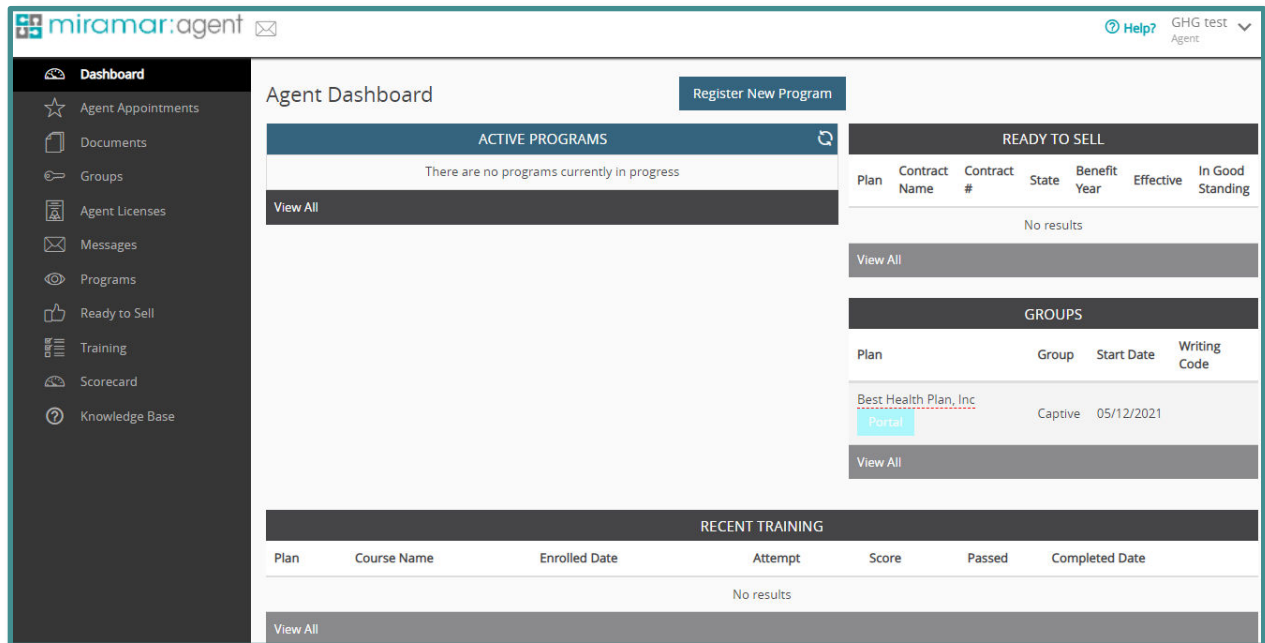 miramar:agent
Help?
GHG test
Agent
Dashboard
Agent Appointments
Documents
Groups
Agent Licenses
Messages
Programs
Ready to Sell
Training
Scorecard
Knowledge Base
Agent Dashboard
Register New Program
ACTIVE PROGRAMS
There are no programs currently in progress
View All
READY TO SELL
Plan Contract Name Contract # State Benefit Year Effective In Good Standing
No results
View All
GROUPS
Plan Group Start Date Writing Code
Best Health Plan, Inc
Portal
Captive 05/12/2021
View All
RECENT TRAINING
Plan Course Name Enrolled Date Attempt Score Passed Completed Date
No results
View All